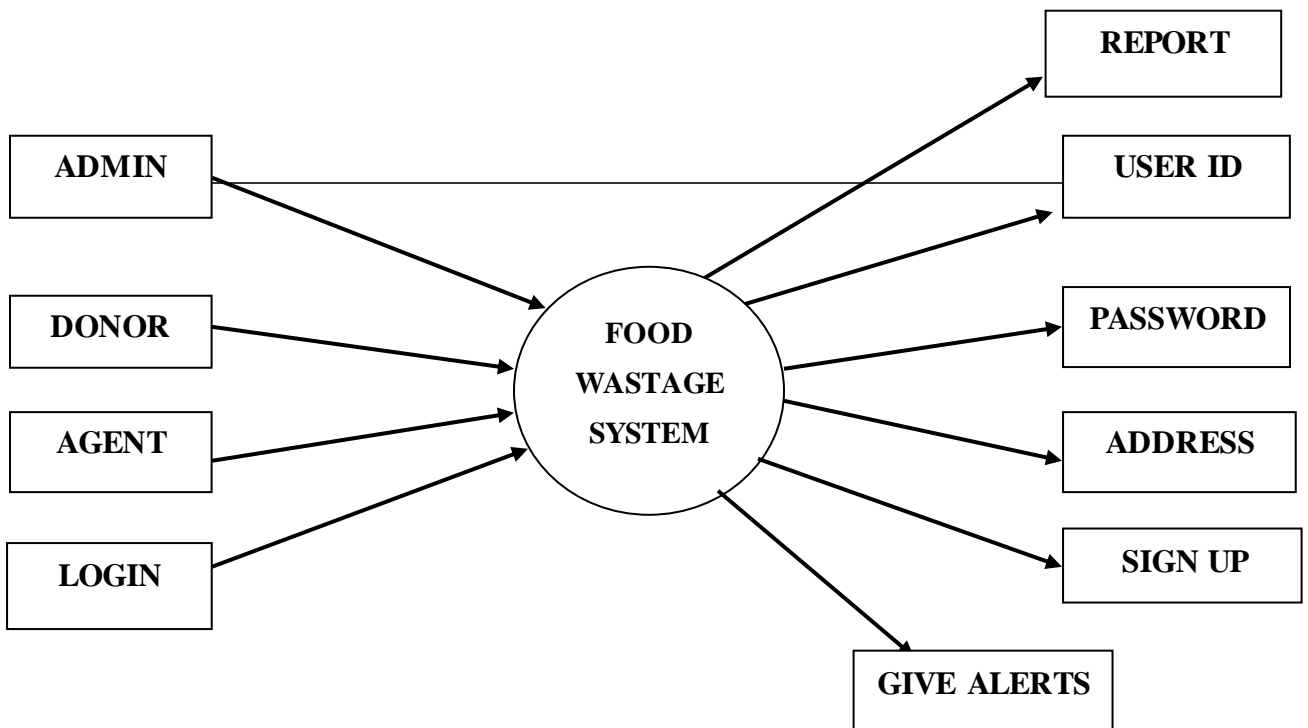 REPORT
ADMIN
USER ID
DONOR
PASSWORD
FOOD
WASTAGE
SYSTEM
AGENT
ADDRESS
LOGIN
SIGN UP
GIVE ALERTS